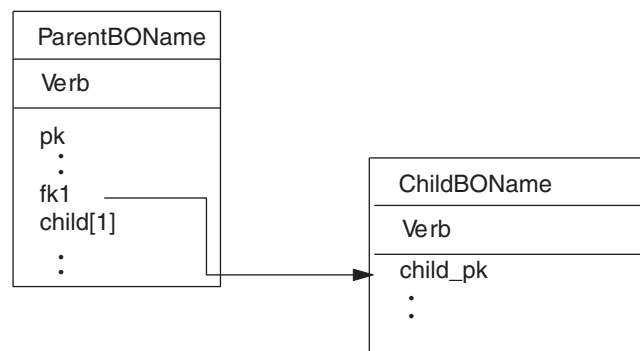 ParentBOName
Verb
pk
fk1
child[1]
ChildBOName
Verb
child_pk